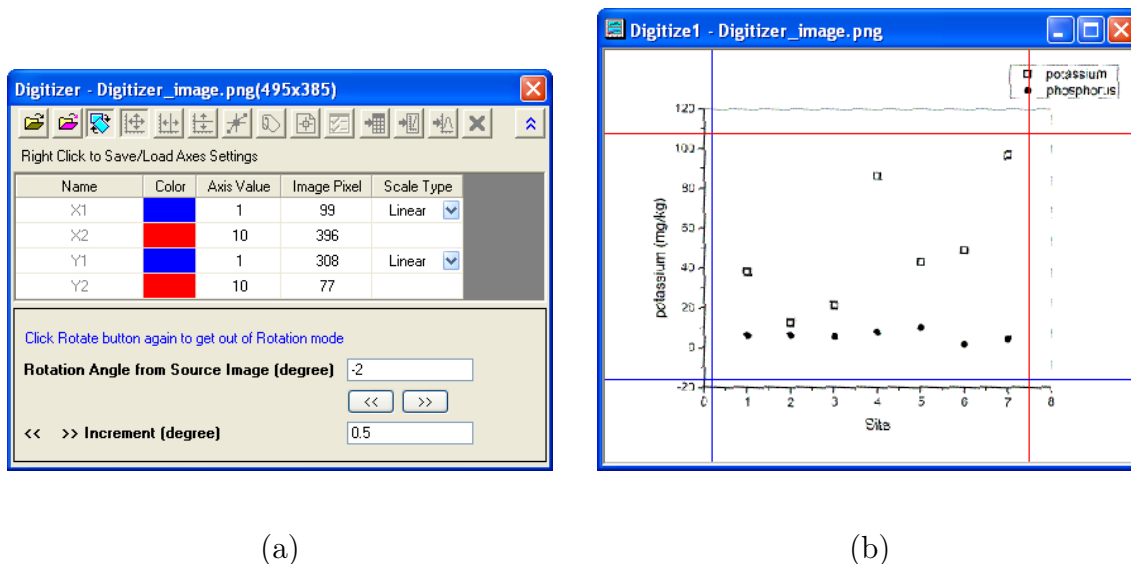 Digitizer - Digitizer_image.png(495x385)
Right Click to Save/Load Axes Settings
Name Color Axis Value Image Pixel Scale Type
X1 1 99 Linear
X2 10 396
Y1 1 308 Linear
Y2 10 77
Click Rotate button again to get out of Rotation mode
Rotation Angle from Source Image (degree) -2
<< >>
<< >> Increment (degree) 0.5
(a)
Digitize1 - Digitizer_image.png
potassium
phosphorus
120
100
80
60
40
20
0
-20
potassium (mg/kg)
0 1 2 3 4 5 6 7 8
Site
(b)